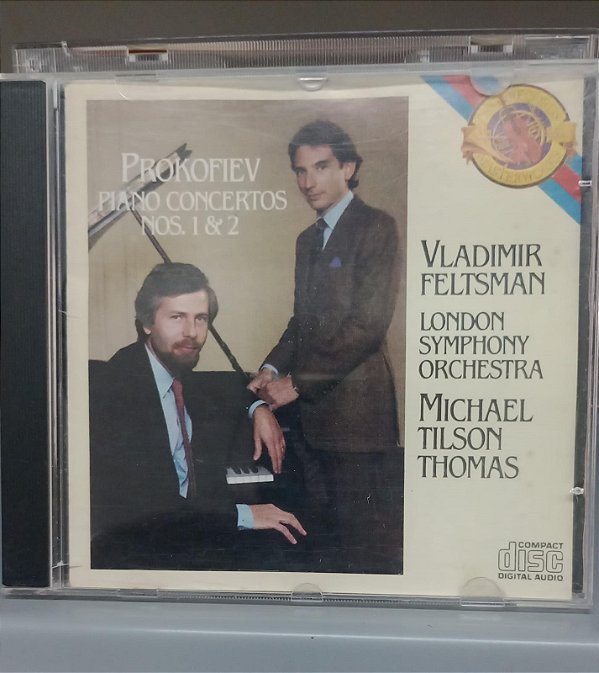 PROKOFIEV
PIANO CONCERTOS
NOS. 1 & 2
VLADIMIR
FELTSMAN
LONDON
SYMPHONY
ORCHESTRA
MICHAEL
TILSON
THOMAS
COMPACT
disc
DIGITAL AUDIO